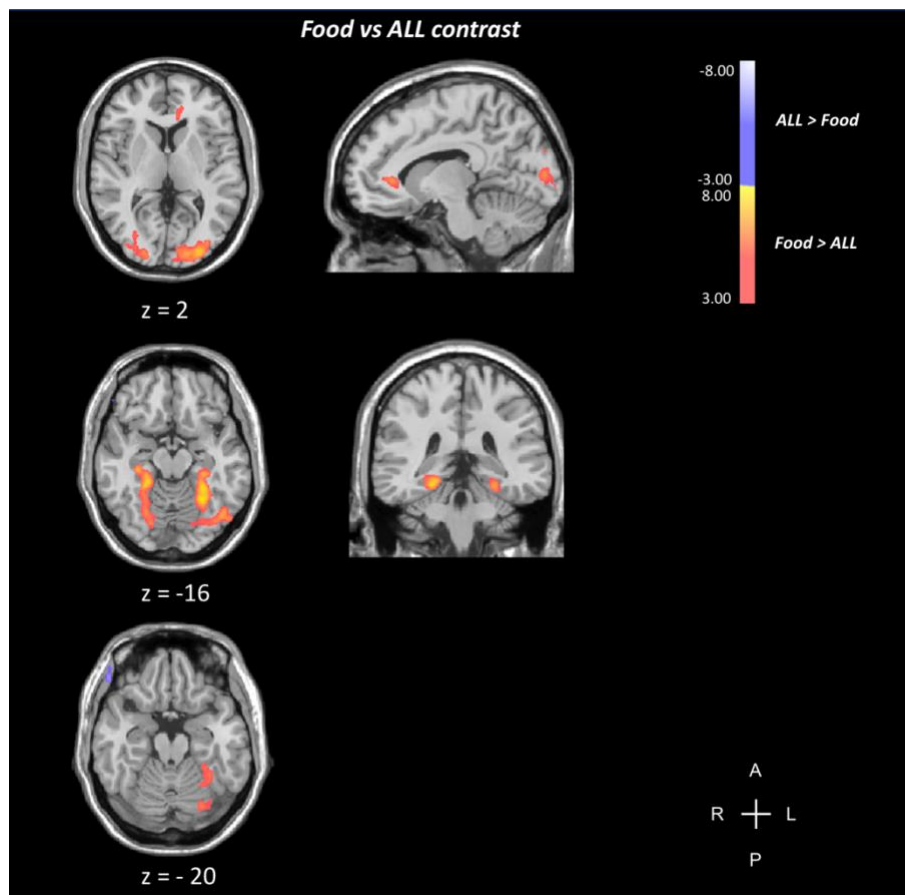 Food vs ALL contrast
-8.00
ALL > Food
-3.00
8.00
Food > ALL
3.00
z = 2
z = -16
z = - 20
A
R L
P